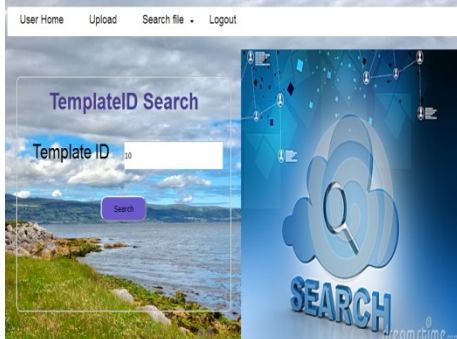 User Home Upload Search file Logout
TemplateID Search
Template ID 10
Search
SEARCH
dreamstime